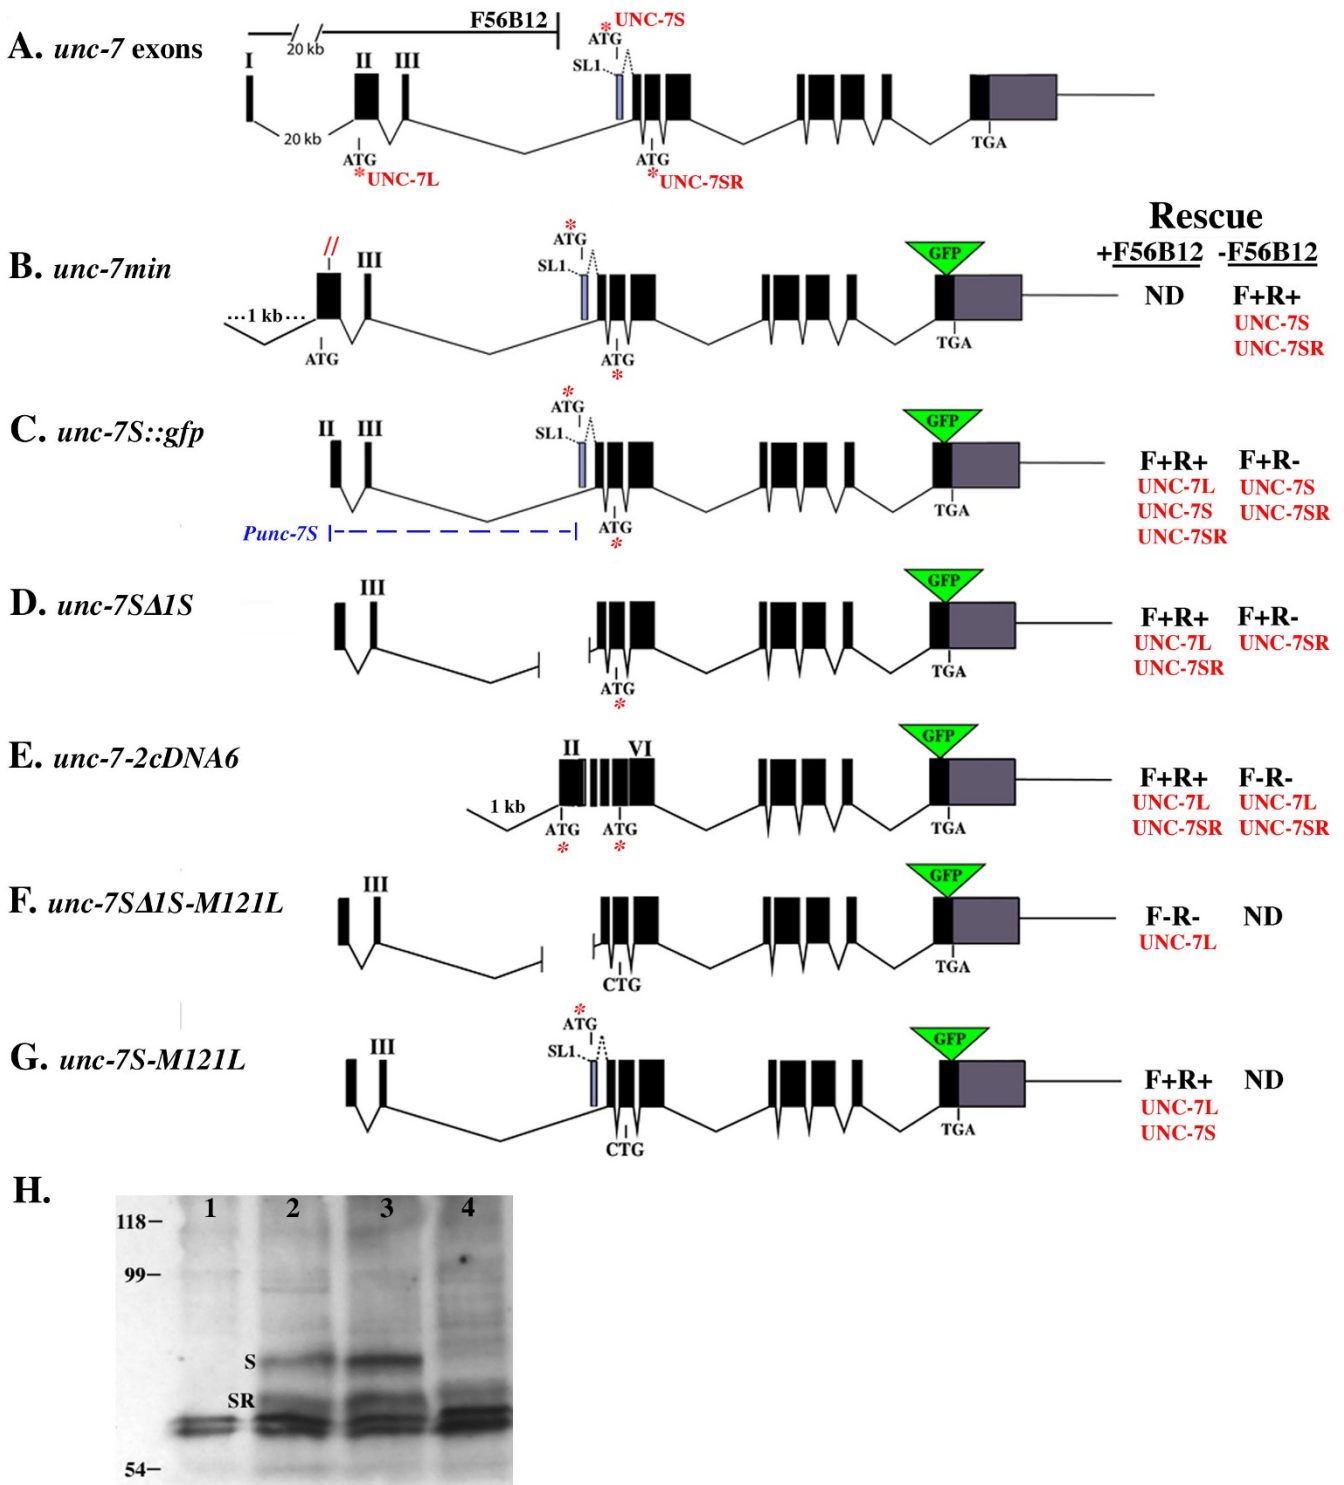 A. unc-7 exons
F56B12
20 kb
* UNC-7S
ATG
SL1
I II III
20 kb
ATG
* UNC-7L
ATG
* UNC-7SR
TGA
Rescue
+F56B12 -F56B12
B. unc-7min
//
III
...1 kb...
ATG
*
ATG
SL1
ATG
*
GFP
TGA
ND F+R+
UNC-7S
UNC-7SR
C. unc-7S::gfp
II III
*
ATG
SL1
ATG
*
GFP
TGA
Punc-7S
F+R+ F+R-
UNC-7L UNC-7S
UNC-7S UNC-7SR
UNC-7SR
D. unc-7SΔ1S
III
ATG
*
GFP
TGA
F+R+ F+R-
UNC-7L UNC-7SR
UNC-7SR
E. unc-7-2cDNA6
II VI
1 kb
ATG ATG
* *
GFP
TGA
F+R+ F-R-
UNC-7L UNC-7L
UNC-7SR UNC-7SR
F. unc-7SΔ1S-M121L
III
CTG
GFP
TGA
F-R- ND
UNC-7L
G. unc-7S-M121L
III
*
ATG
SL1
CTG
GFP
TGA
F+R+ ND
UNC-7L
UNC-7S
H.
1 2 3 4
118
99
S
SR
54